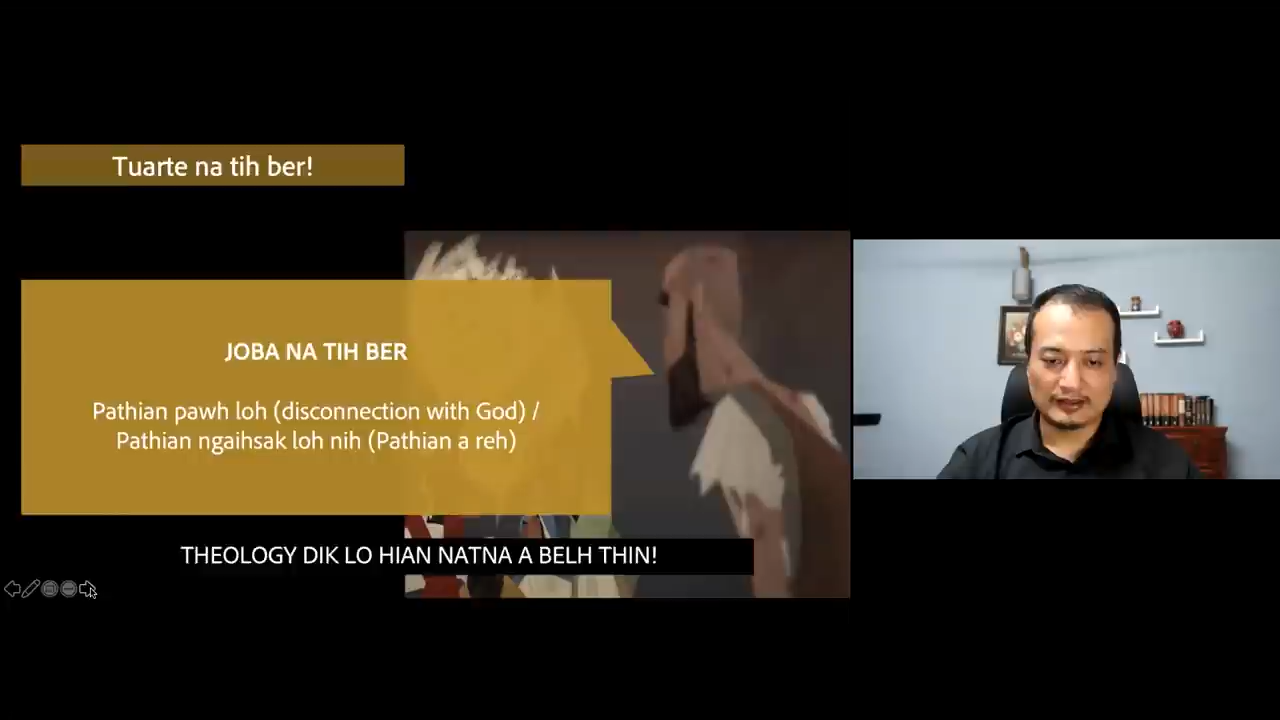 Tuarte na tih ber!
JOBA NA TIH BER
Pathian pawh loh (disconnection with God) /
Pathian ngaihsak loh nih (Pathian a reh)
THEOLOGY DIK LO HIAN NATNA A BELH THIN!